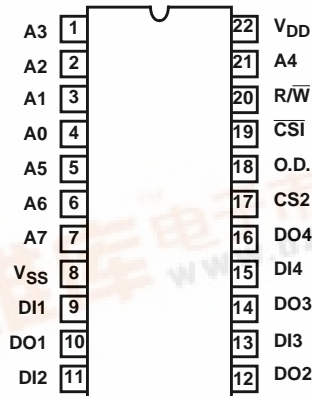 A3 1 22 VDD
A2 2 21 A4
A1 3 20 R/W̅
A0 4 19 C̅S̅I̅
A5 5 18 O.D.
A6 6 17 CS2
A7 7 16 DO4
VSS 8 15 DI4
DI1 9 14 DO3
DO1 10 13 DI3
DI2 11 12 DO2